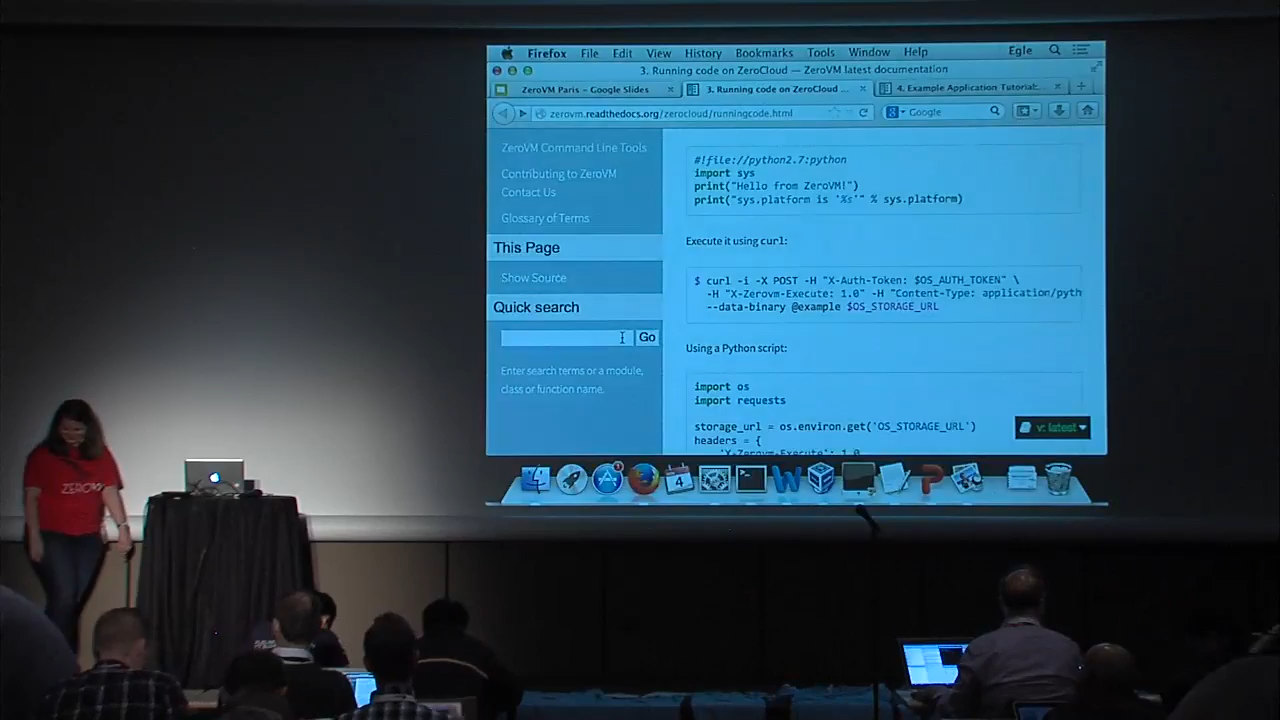 Firefox File Edit View History Bookmarks Tools Window Help Egle
3. Running code on ZeroCloud — ZeroVM latest documentation
ZeroVM Paris – Google Slides × 3. Running code on ZeroCloud ... × 4. Example Application Tutorial:... × +
zerovm.readthedocs.org/zerocloud/runningcode.html Google
ZeroVM Command Line Tools
Contributing to ZeroVM
Contact Us
Glossary of Terms
This Page
Show Source
Quick search
Go
Enter search terms or a module,
class or function name.
#!file://python2.7:python
import sys
print("Hello from ZeroVM!")
print("sys.platform is '%s'" % sys.platform)
Execute it using curl:
$ curl -i -X POST -H "X-Auth-Token: $OS_AUTH_TOKEN" \
-H "X-Zerovm-Execute: 1.0" -H "Content-Type: application/pyth
--data-binary @example $OS_STORAGE_URL
Using a Python script:
import os
import requests
storage_url = os.environ.get('OS_STORAGE_URL')
headers = {
'X-Zerovm-Execute': 1.0
v: latest
1
4
ZEROVM